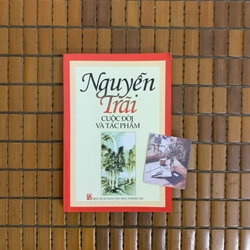 Nguyễn
Trãi
CUỘC ĐỜI
VÀ TÁC PHẨM